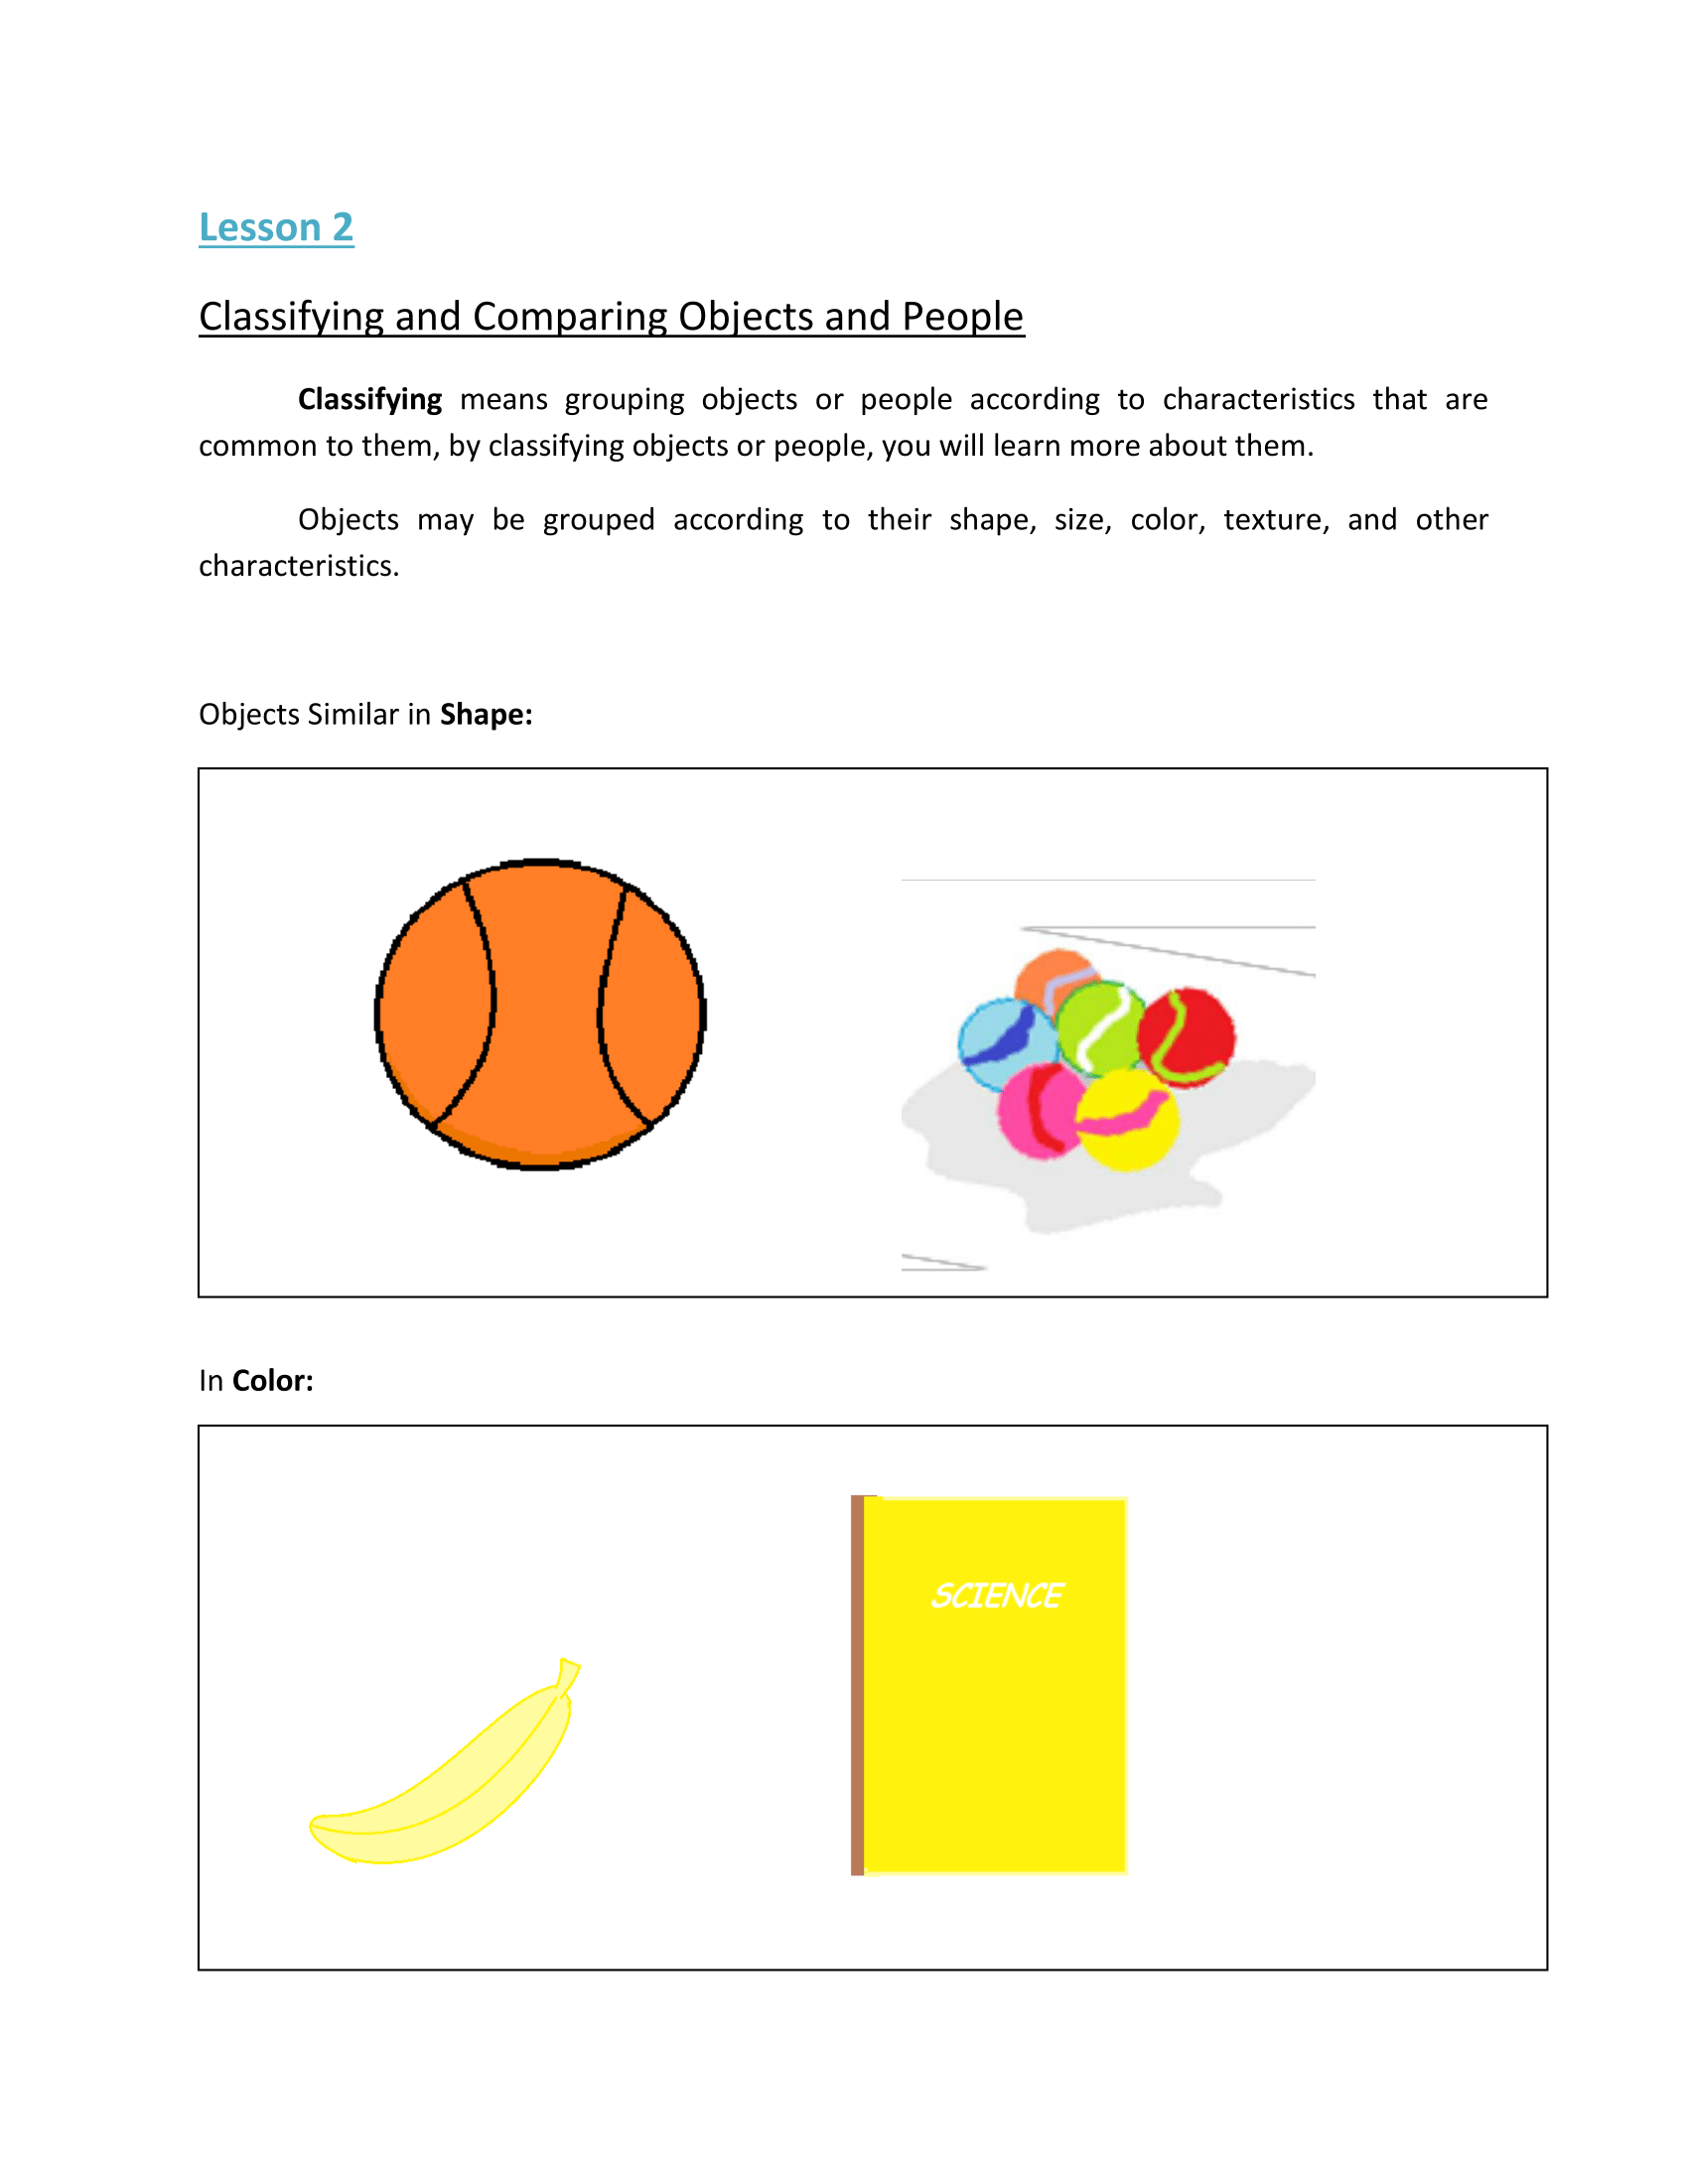 Lesson 2
Classifying and Comparing Objects and People
Classifying means grouping objects or people according to characteristics that are
common to them, by classifying objects or people, you will learn more about them.
Objects may be grouped according to their shape, size, color, texture, and other
characteristics.
Objects Similar in Shape:
In Color:
SCIENCE